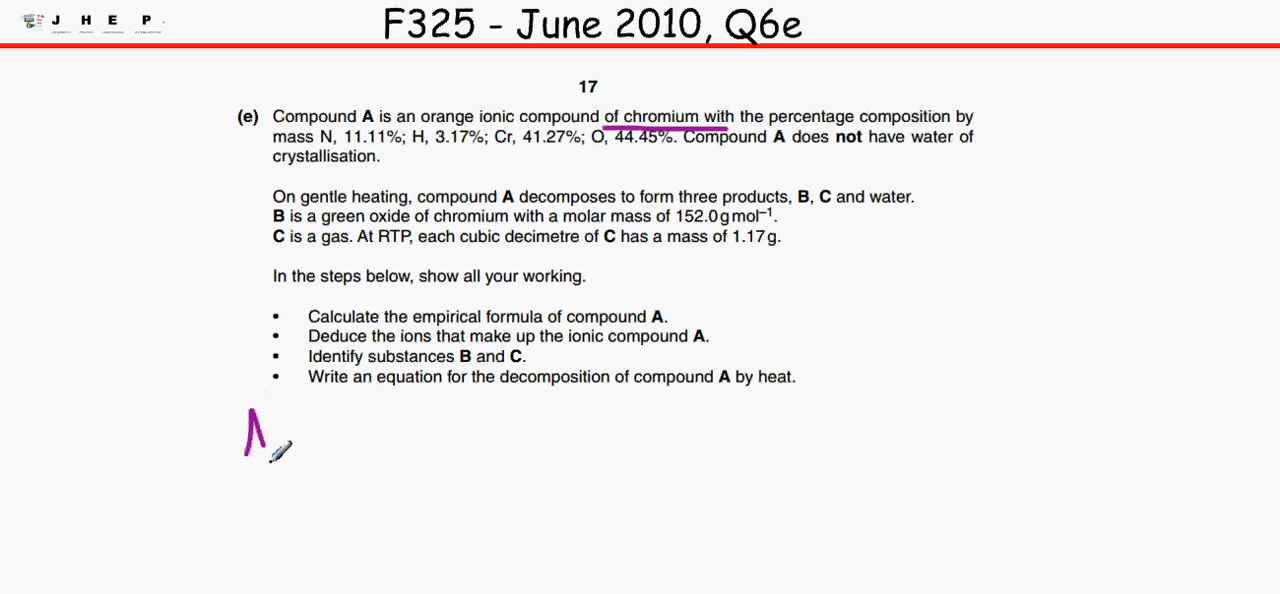 J H E P
F325 - June 2010, Q6e
17
(e) Compound A is an orange ionic compound of chromium with the percentage composition by
mass N, 11.11%; H, 3.17%; Cr, 41.27%; O, 44.45%. Compound A does not have water of
crystallisation.
On gentle heating, compound A decomposes to form three products, B, C and water.
B is a green oxide of chromium with a molar mass of 152.0 g mol⁻¹.
C is a gas. At RTP, each cubic decimetre of C has a mass of 1.17 g.
In the steps below, show all your working.
• Calculate the empirical formula of compound A.
• Deduce the ions that make up the ionic compound A.
• Identify substances B and C.
• Write an equation for the decomposition of compound A by heat.